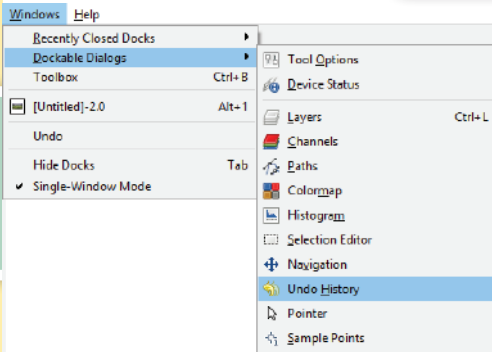 Windows Help
Recently Closed Docks
Dockable Dialogs
Toolbox Ctrl+B
[Untitled]-2.0 Alt+1
Undo
Hide Docks Tab
Single-Window Mode
Tool Options
Device Status
Layers Ctrl+L
Channels
Paths
Colormap
Histogram
Selection Editor
Navigation
Undo History
Pointer
Sample Points